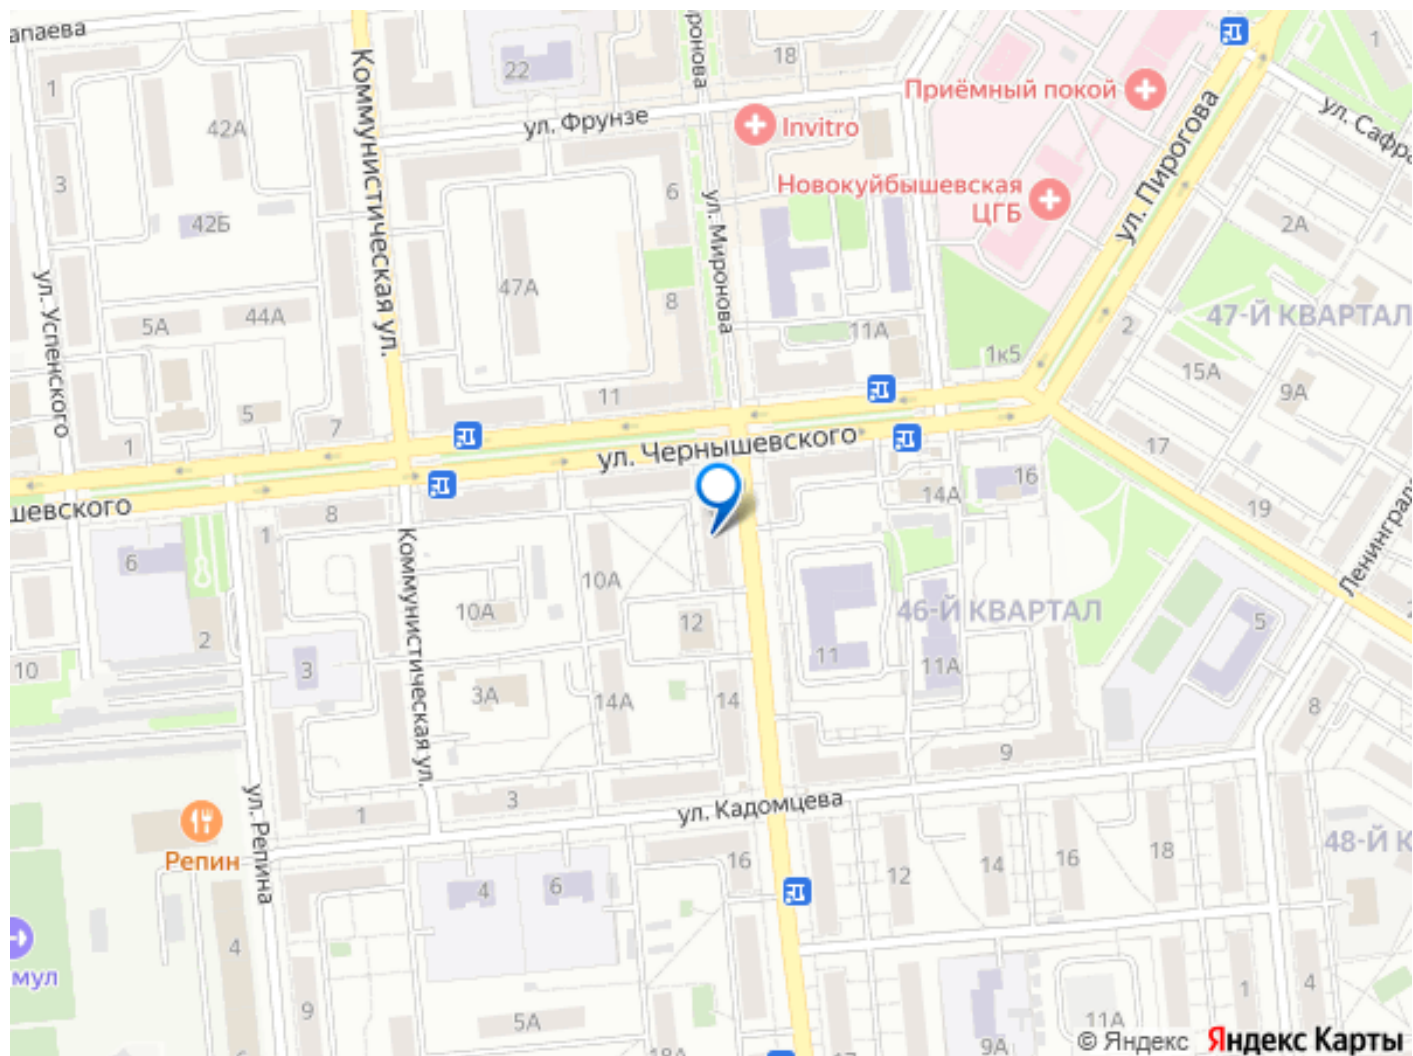 апаева
1
42А
3
42Б
ул. Успенского
5А
44А
5
1
7
Коммунистическая ул.
22
ул. Фрунзе
6
47А
8
11
ронова
18
Invitro
ул. Миронова
Приёмный покой
Новокуйбышевская
ЦГБ
11А
1к5
ул. Пирогова
1
ул. Сафра
2А
47-Й КВАРТАЛ
2
15А
9А
17
19
ул. Чернышевского
шевского
8
1
6
2
10
3
Коммунистическая ул.
10А
10А
12
3А
14А
14
14А
16
46-Й КВАРТАЛ
11
11А
5
Ленинград
8
9
1
3
ул. Кадомцева
ул. Репина
Репин
4
6
16
12
14
16
18
48-Й К
4
мул
9
5А
18А
17
9А
11А
1
4
6
© Яндекс Яндекс Карты